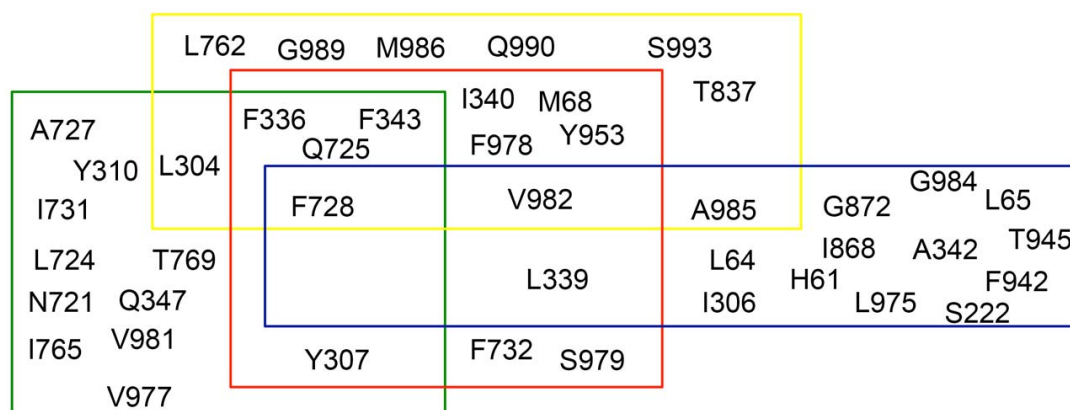 L762 G989 M986 Q990 S993
T837
I340 M68
A727 F336 F343 Y953
Q725 F978
Y310 L304
G984
I731 F728 V982 A985 G872 L65
T945
L724 T769 L64 I868 A342
L339 H61 F942
N721 Q347 I306 L975
S222
V981
I765 Y307 F732 S979
V977